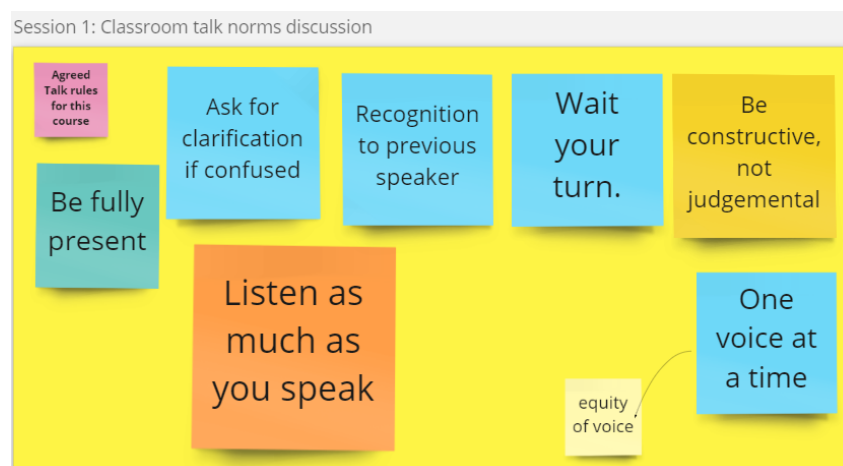 Session 1: Classroom talk norms discussion
Agreed
Talk rules
for this
course
Ask for
clarification
if confused
Recognition
to previous
speaker
Wait
your
turn.
Be
constructive,
not
judgemental
Be fully
present
Listen as
much as
you speak
One
voice at
a time
equity
of voice